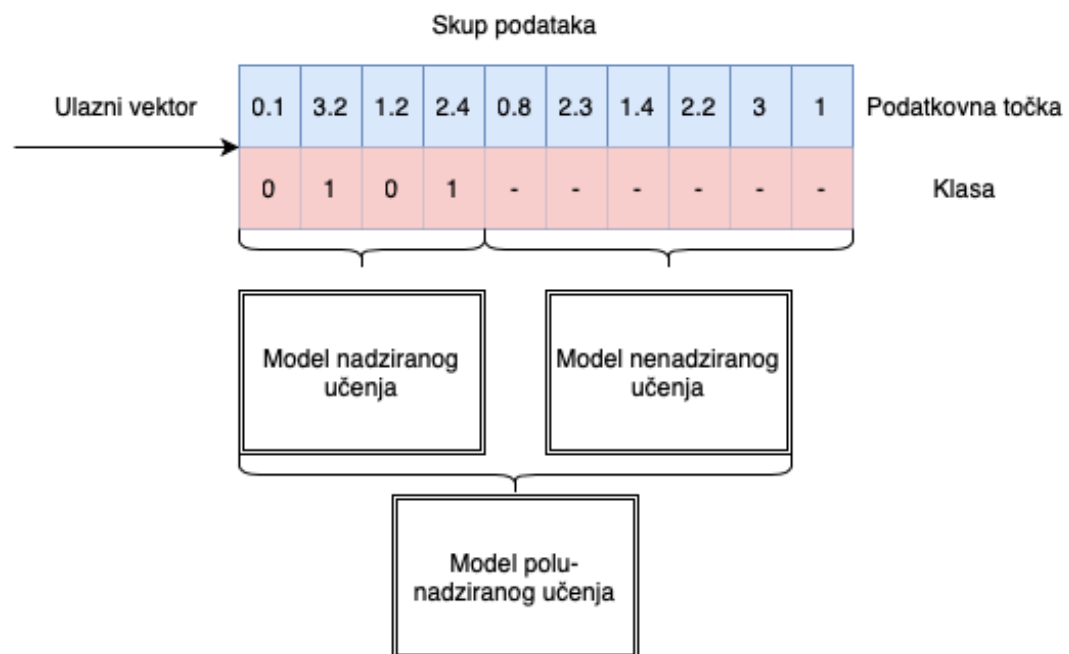 Skup podataka
Ulazni vektor
0.1 3.2 1.2 2.4 0.8 2.3 1.4 2.2 3 1
Podatkovna točka
0 1 0 1 - - - - - -
Klasa
Model nadziranog
učenja
Model nenadziranog
učenja
Model polu-
nadziranog učenja